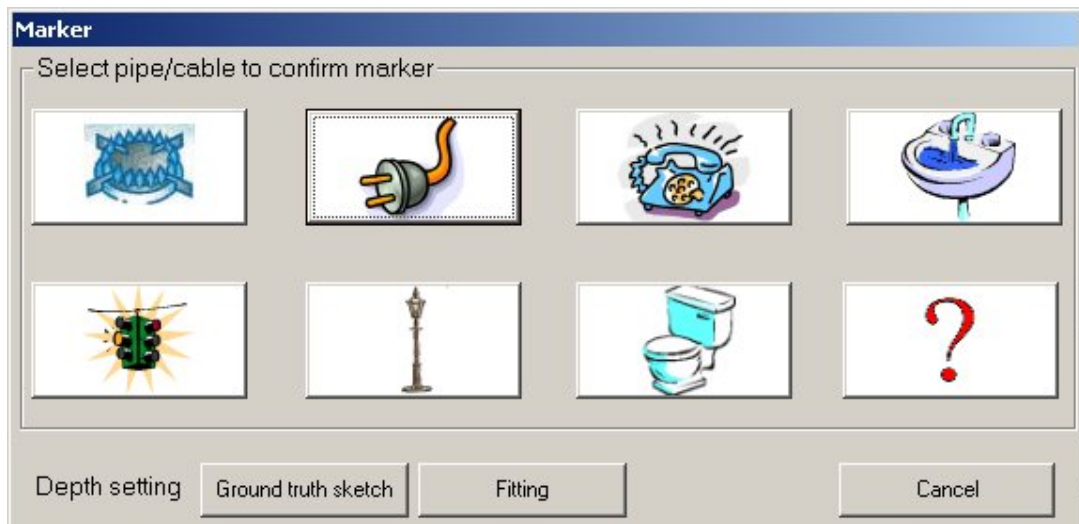 Marker
Select pipe/cable to confirm marker
?
Depth setting Ground truth sketch Fitting Cancel